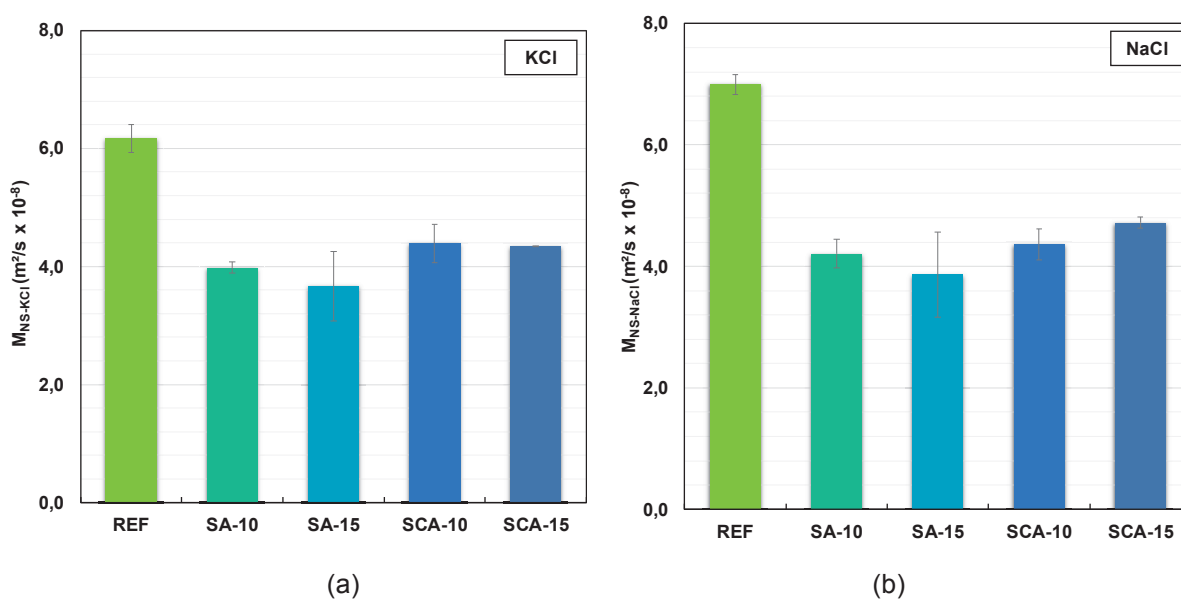 8,0
6,0
4,0
2,0
0,0
M_NS-KCl (m²/s x 10⁻⁸)
KCl
REF SA-10 SA-15 SCA-10 SCA-15
(a)
8,0
6,0
4,0
2,0
0,0
M_NS-NaCl (m²/s x 10⁻⁸)
NaCl
REF SA-10 SA-15 SCA-10 SCA-15
(b)